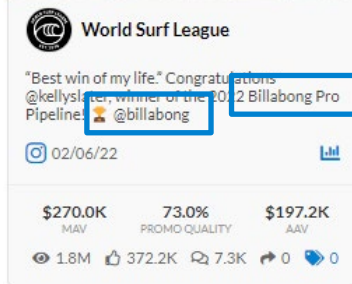 World Surf League
"Best win of my life." Congratulations
@kellyslater, winner of the 2022 Billabong Pro
Pipeline! 🏆 @billabong
02/06/22
$270.0K 73.0% $197.2K
MAV PROMO QUALITY AAV
1.8M 372.2K 7.3K 0 0